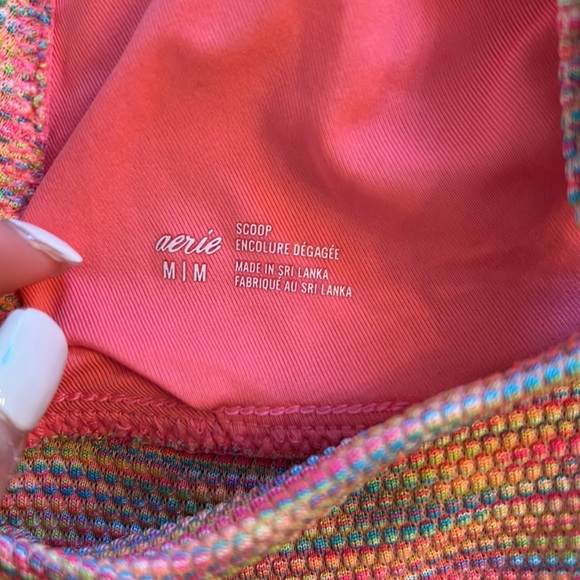 aerie
M | M
SCOOP
ENCOLURE DÉGAGÉE
MADE IN SRI LANKA
FABRIQUÉ AU SRI LANKA